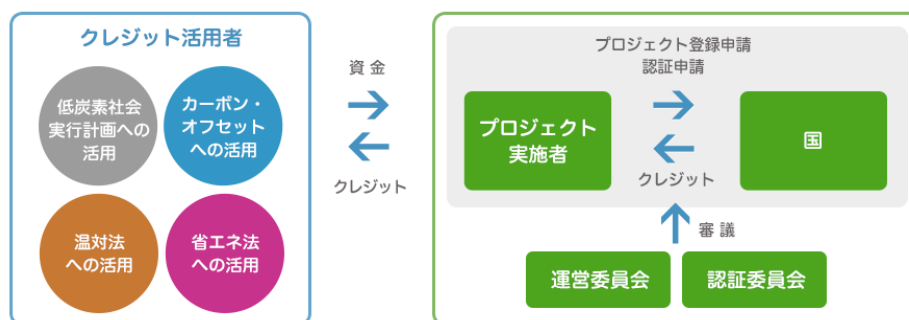 クレジット活用者
低炭素社会
実行計画への
活用
カーボン・
オフセット
への活用
温対法
への活用
省エネ法
への活用
資 金
クレジット
プロジェクト登録申請
認証申請
プロジェクト
実施者
国
クレジット
審 議
運営委員会
認証委員会